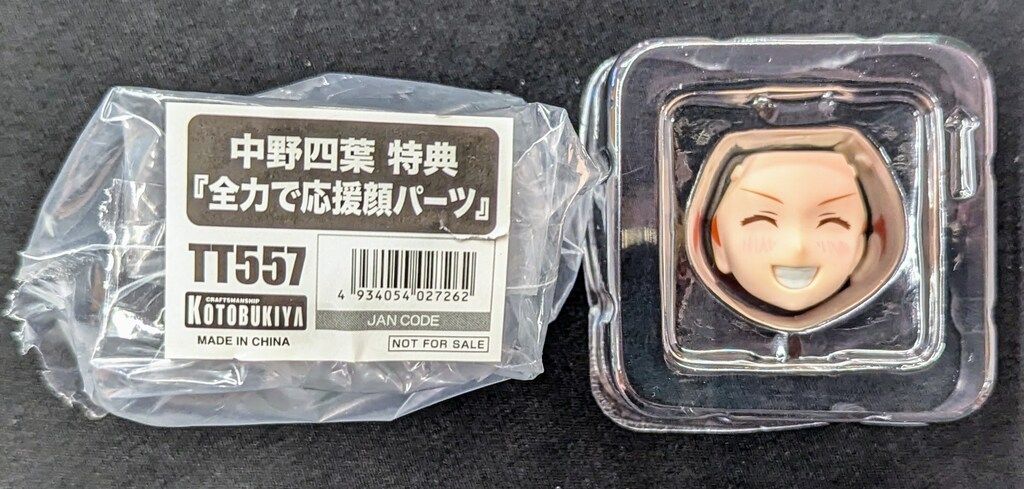 中野四葉 特典
『全力で応援顔パーツ』
TT557
4 934054 027262
JAN CODE
CRAFTSMANSHIP
KOTOBUKIYA
MADE IN CHINA
NOT FOR SALE